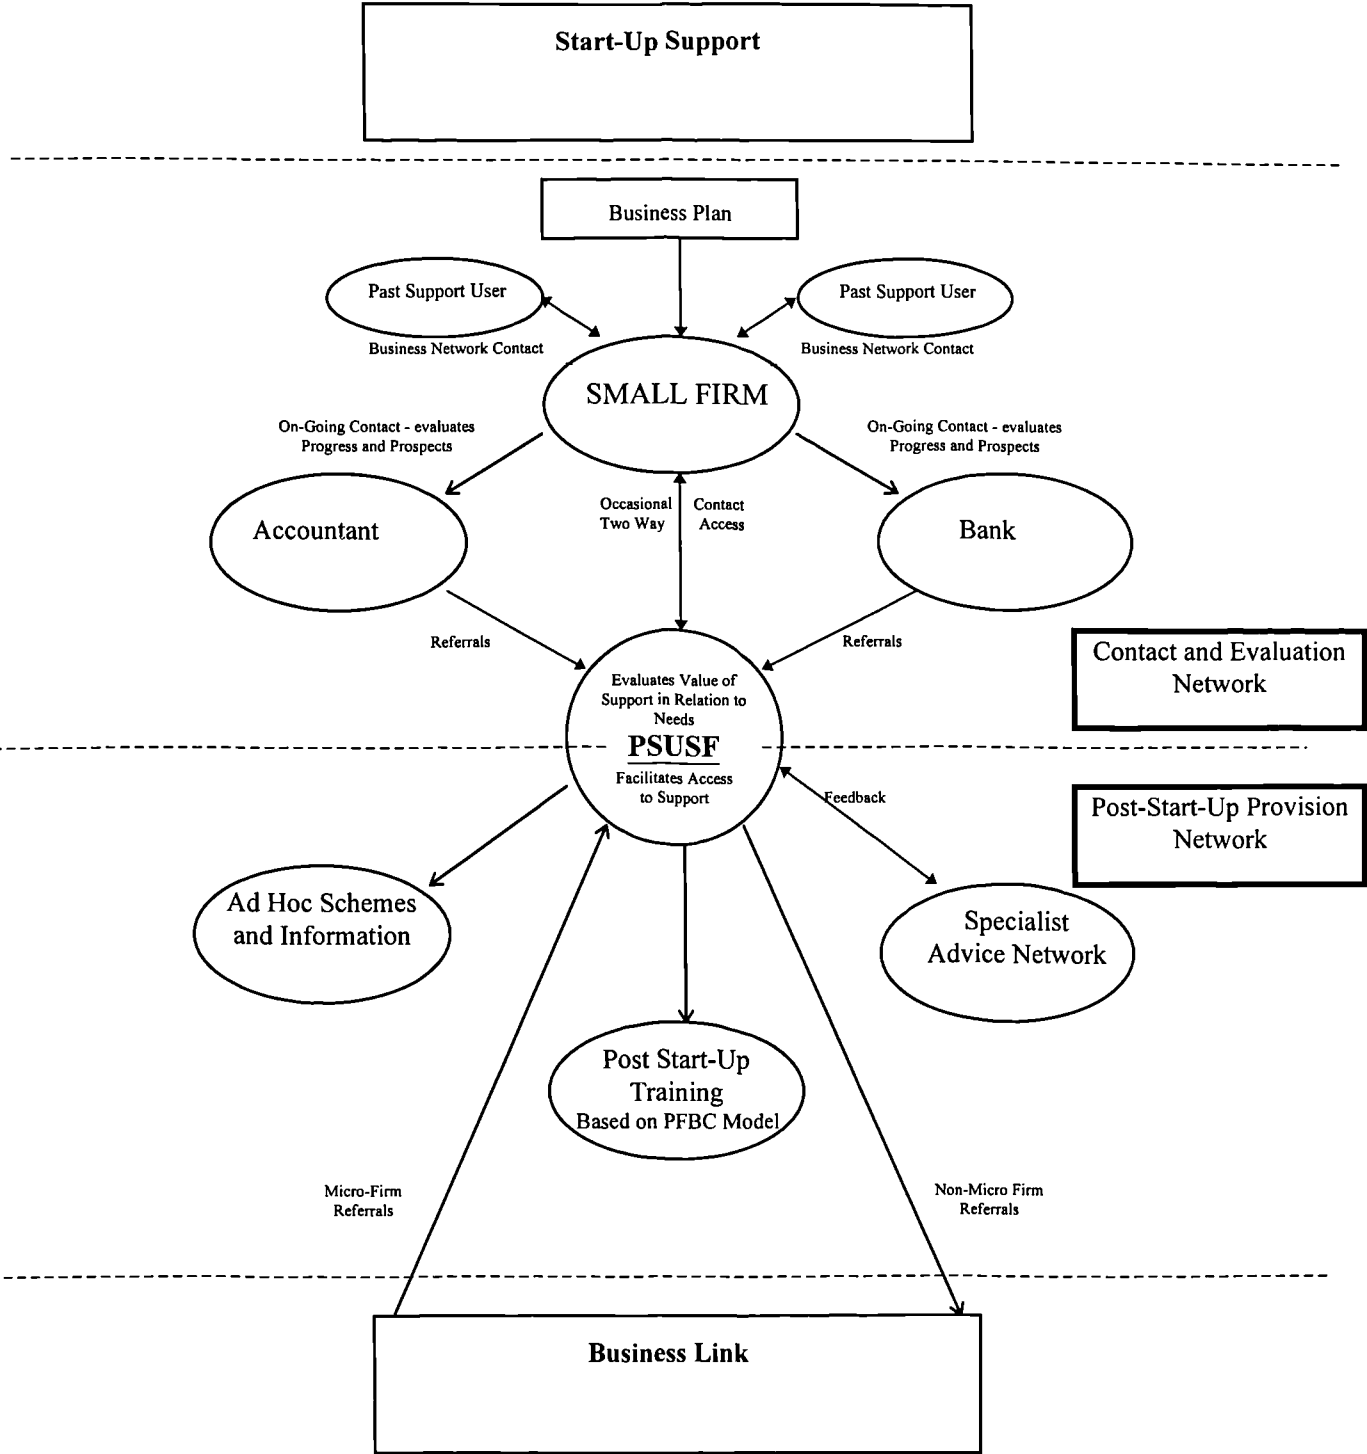 Start-Up Support
Business Plan
Past Support User
Past Support User
Business Network Contact
Business Network Contact
SMALL FIRM
On-Going Contact - evaluates
Progress and Prospects
On-Going Contact - evaluates
Progress and Prospects
Occasional Contact
Two Way Access
Accountant
Bank
Referrals
Referrals
Contact and Evaluation
Network
Evaluates Value of
Support in Relation to
Needs
PSUSF
Facilitates Access
to Support
Feedback
Post-Start-Up Provision
Network
Ad Hoc Schemes
and Information
Specialist
Advice Network
Post Start-Up
Training
Based on PFBC Model
Micro-Firm
Referrals
Non-Micro Firm
Referrals
Business Link